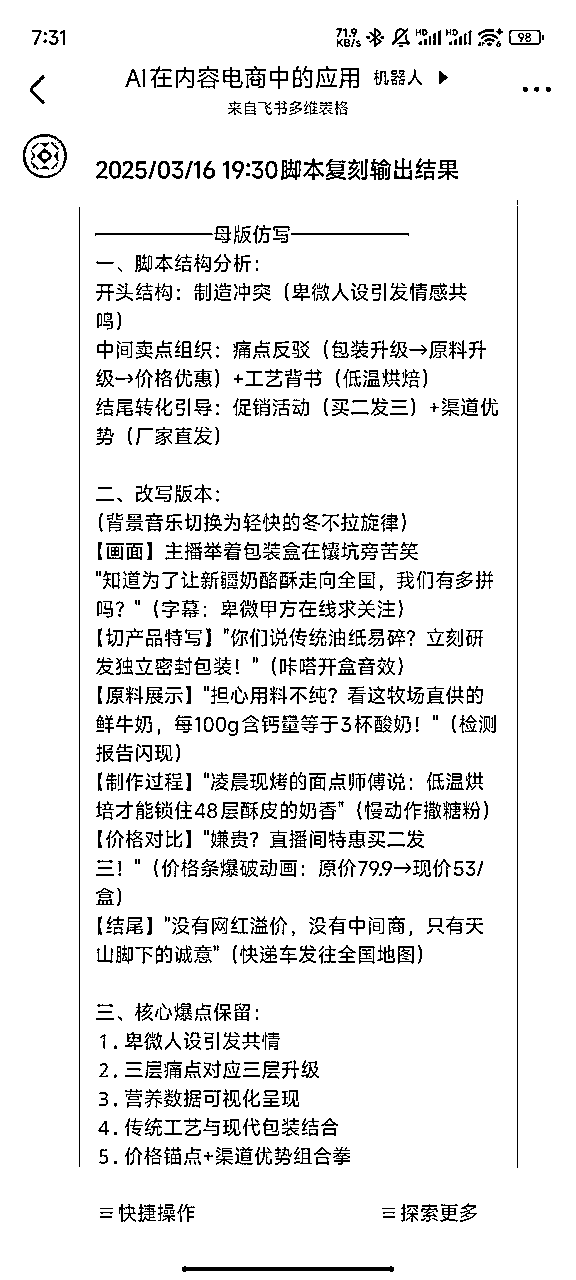 7:31
71.9 KB/s HD HD 98
AI在内容电商中的应用 机器人
来自飞书多维表格
2025/03/16 19:30脚本复刻输出结果
————————母版仿写————————
一、脚本结构分析：
开头结构：制造冲突（卑微人设引发情感共
鸣）
中间卖点组织：痛点反驳（包装升级→原料升
级→价格优惠）+工艺背书（低温烘焙）
结尾转化引导：促销活动（买二发三）+渠道优
势（厂家直发）
二、改写版本：
（背景音乐切换为轻快的冬不拉旋律）
【画面】主播举着包装盒在馕坑旁苦笑
"知道为了让新疆奶酪酥走向全国，我们有多拼
吗？"（字幕：卑微甲方在线求关注）
【切产品特写】"你们说传统油纸易碎？立刻研
发独立密封包装！"（咔嗒开盒音效）
【原料展示】"担心用料不纯？看这牧场直供的
鲜牛奶，每100g含钙量等于3杯酸奶！"（检测
报告闪现）
【制作过程】"凌晨现烤的面点师傅说：低温烘
培才能锁住48层酥皮的奶香"（慢动作撒糖粉）
【价格对比】"嫌贵？直播间特惠买二发
三！"（价格条爆破动画：原价79.9→现价53/
盒）
【结尾】"没有网红溢价，没有中间商，只有天
山脚下的诚意"（快递车发往全国地图）
三、核心爆点保留：
1. 卑微人设引发共情
2. 三层痛点对应三层升级
3. 营养数据可视化呈现
4. 传统工艺与现代包装结合
5. 价格锚点+渠道优势组合拳
快捷操作
探索更多